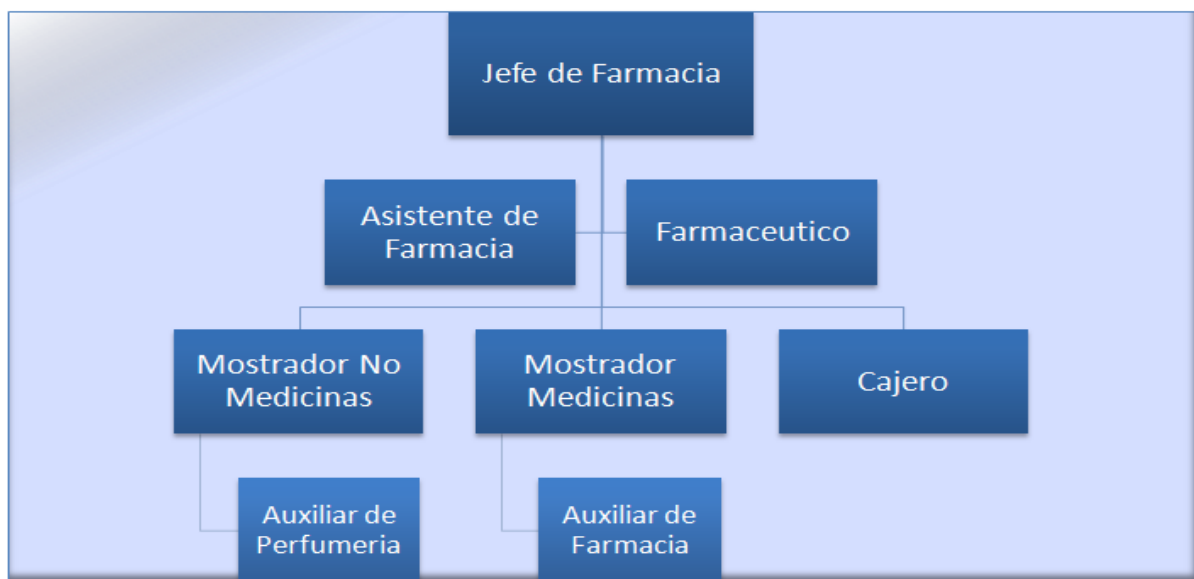 Jefe de Farmacia
Asistente de
Farmacia
Farmaceutico
Mostrador No
Medicinas
Mostrador
Medicinas
Cajero
Auxiliar de
Perfumeria
Auxiliar de
Farmacia